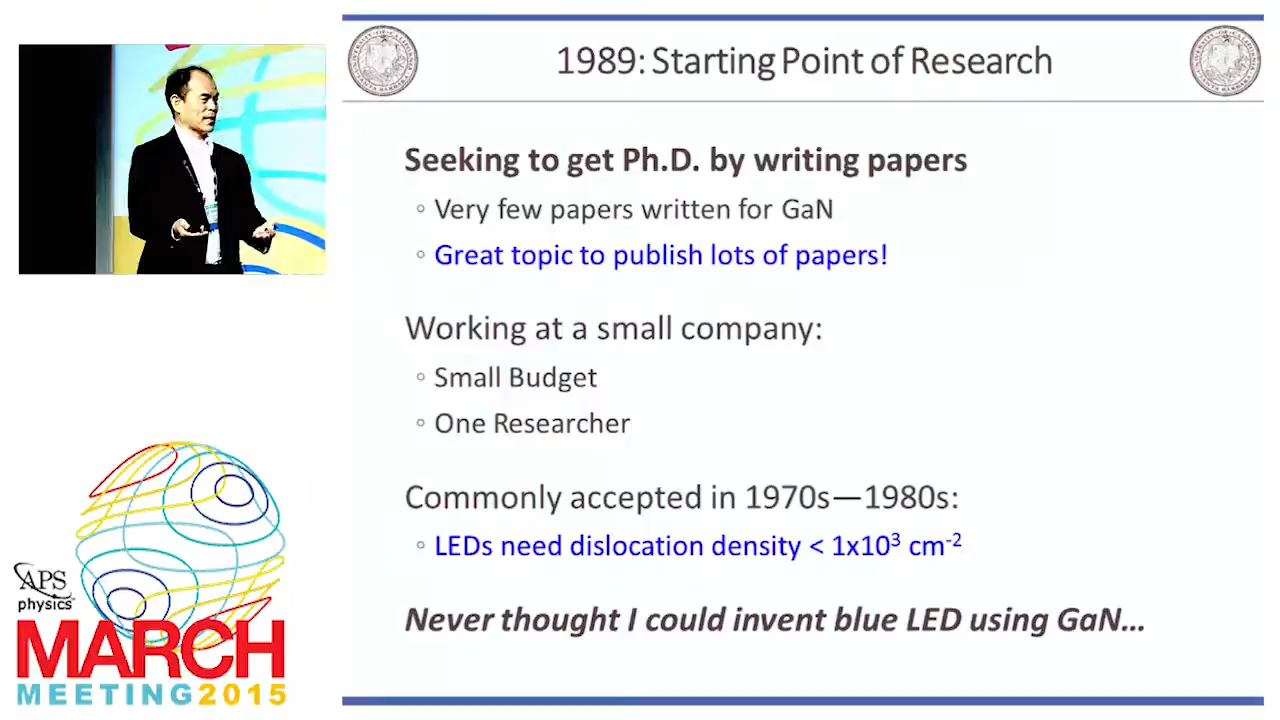 1989: Starting Point of Research
Seeking to get Ph.D. by writing papers
◦ Very few papers written for GaN
◦ Great topic to publish lots of papers!
Working at a small company:
◦ Small Budget
◦ One Researcher
Commonly accepted in 1970s—1980s:
◦ LEDs need dislocation density < 1x10³ cm⁻²
Never thought I could invent blue LED using GaN…
APS
physics
MARCH
MEETING2015